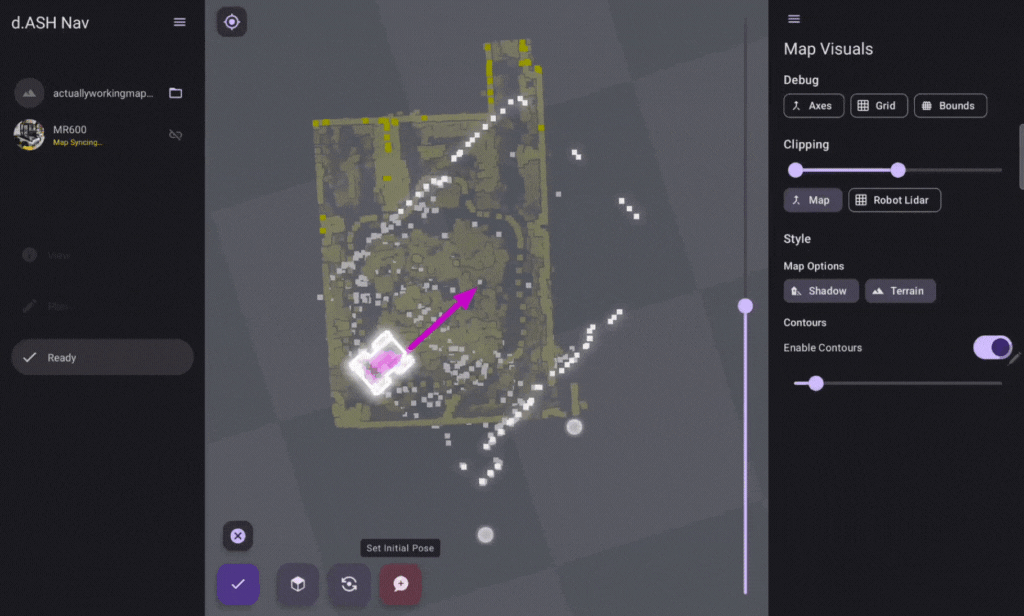 d.ASH Nav
actuallyworkingmap...
MR600
Map Syncing...
View
Plan
Ready
Set Initial Pose
Map Visuals
Debug
Axes
Grid
Bounds
Clipping
Map
Robot Lidar
Style
Map Options
Shadow
Terrain
Contours
Enable Contours